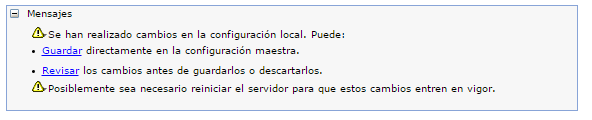 Mensajes
Se han realizado cambios en la configuración local. Puede:
• Guardar directamente en la configuración maestra.
• Revisar los cambios antes de guardarlos o descartarlos.
Posiblemente sea necesario reiniciar el servidor para que estos cambios entren en vigor.